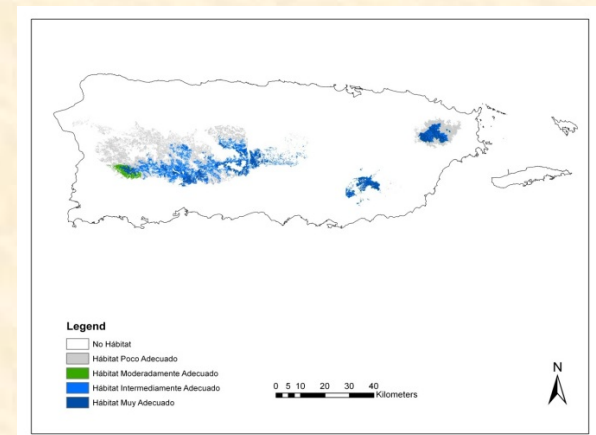 Legend
No Hábitat
Hábitat Poco Adecuado
Hábitat Moderadamente Adecuado
Hábitat Intermediamente Adecuado
Hábitat Muy Adecuado
0 5 10 20 30 40
Kilometers
N